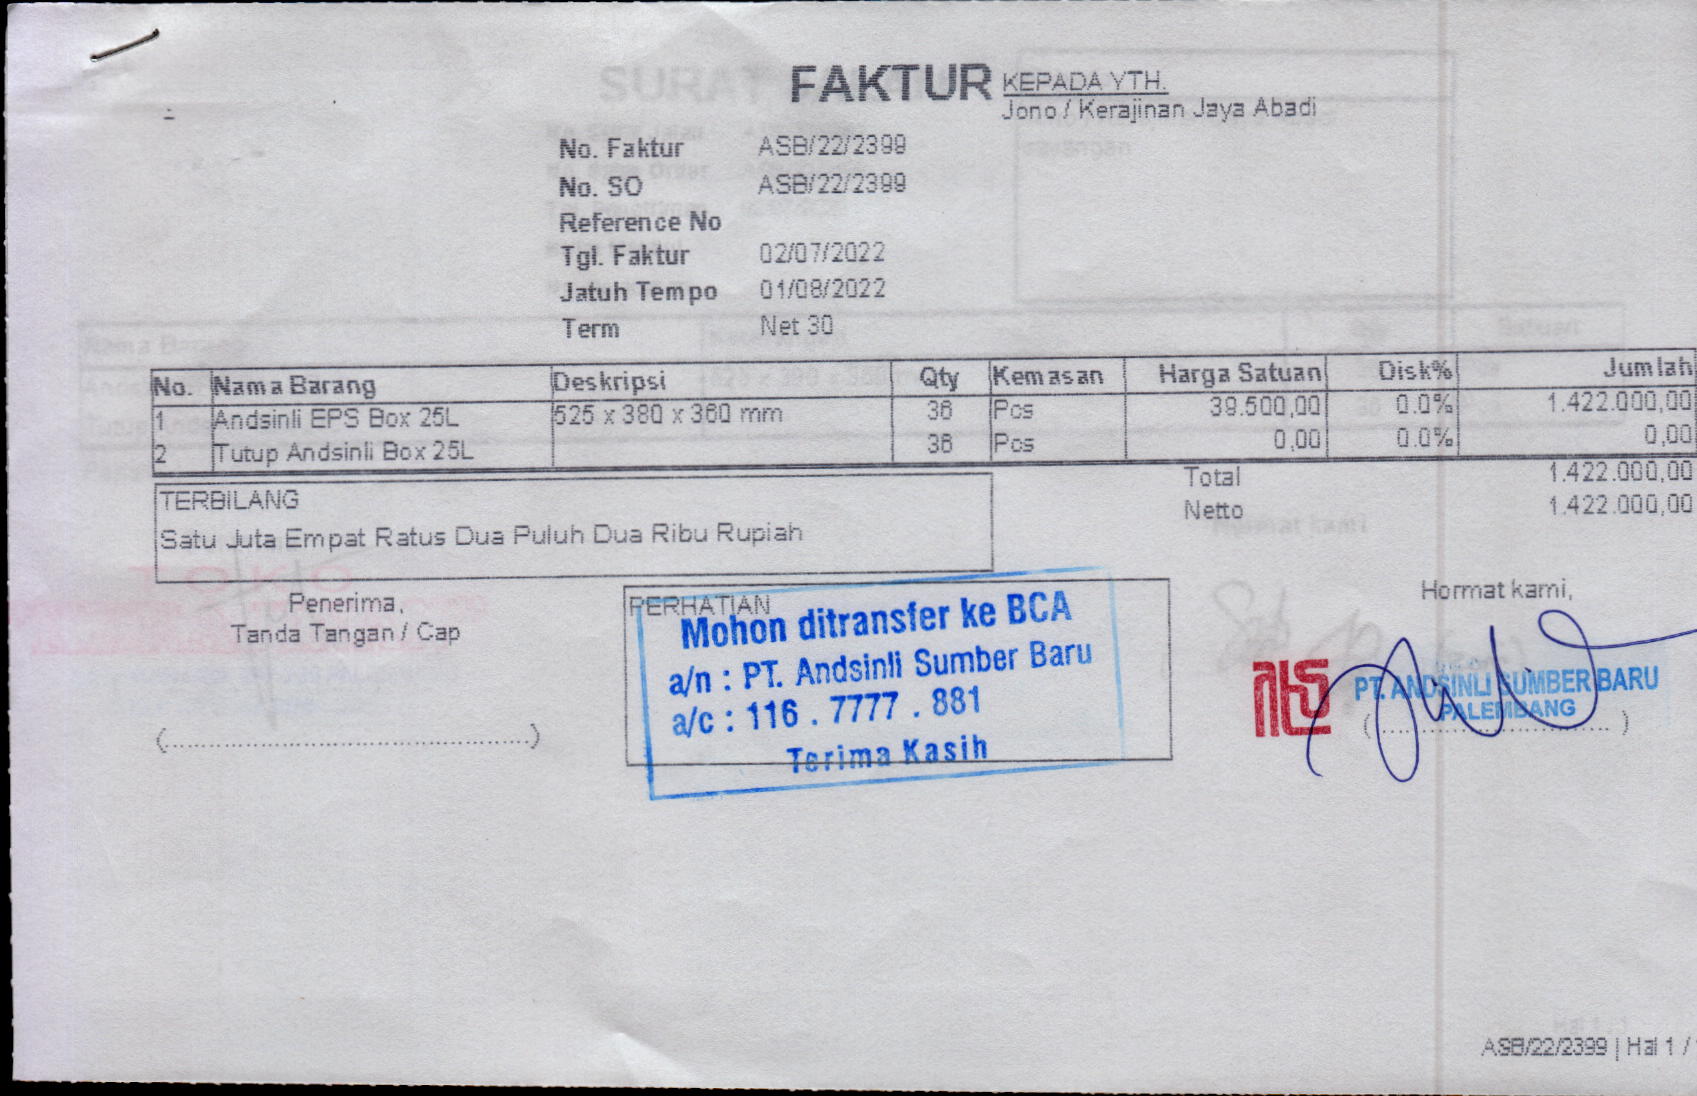 FAKTUR
KEPADA YTH.
Jono / Kerajinan Jaya Abadi
No. Faktur ASB/22/2399
No. SO ASB/22/2399
Reference No
Tgl. Faktur 02/07/2022
Jatuh Tempo 01/08/2022
Term Net 30
No. Nama Barang Deskripsi Qty Kemasan Harga Satuan Disk% Jumlah
1 Andsinli EPS Box 25L 525 x 380 x 360 mm 36 Pcs 39.500,00 0.0% 1.422.000,00
2 Tutup Andsinli Box 25L 36 Pcs 0,00 0.0% 0,00
Total 1.422.000,00
Netto 1.422.000,00
TERBILANG
Satu Juta Empat Ratus Dua Puluh Dua Ribu Rupiah
Penerima,
Tanda Tangan / Cap
(............................................)
PERHATIAN
Mohon ditransfer ke BCA
a/n : PT. Andsinli Sumber Baru
a/c : 116 . 7777 . 881
Terima Kasih
Hormat kami,
PT. ANDSINLI SUMBER BARU
PALEMBANG
(............................)
ASB/22/2399 | Hal 1 /